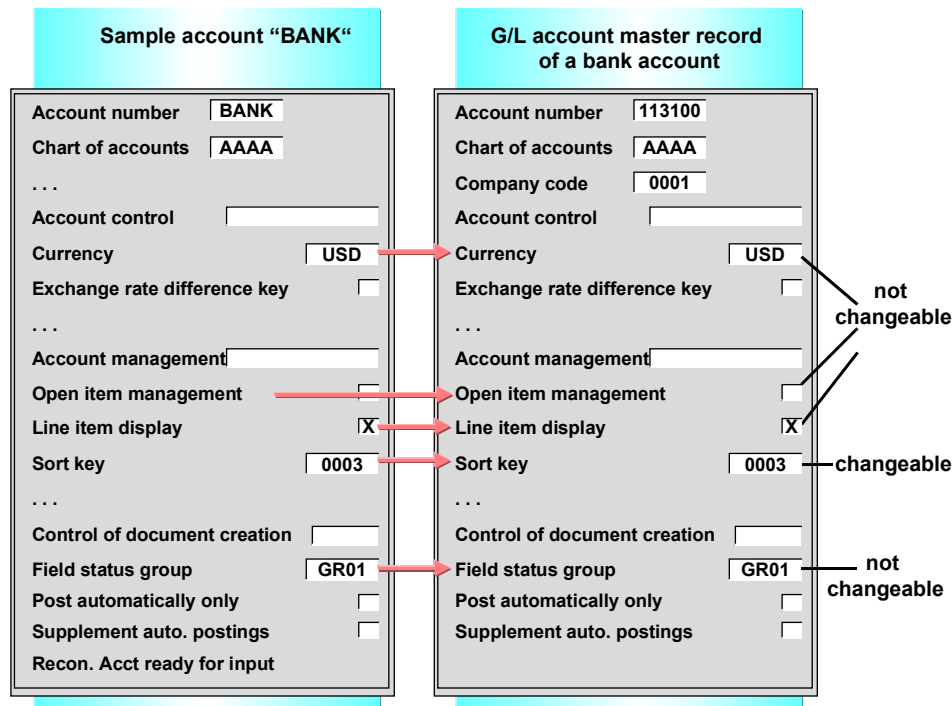 Sample account “BANK“
Account number BANK
Chart of accounts AAAA
. . .
Account control
Currency USD
Exchange rate difference key
. . .
Account management
Open item management
Line item display X
Sort key 0003
. . .
Control of document creation
Field status group GR01
Post automatically only
Supplement auto. postings
Recon. Acct ready for input
G/L account master record
of a bank account
Account number 113100
Chart of accounts AAAA
Company code 0001
Account control
Currency USD
Exchange rate difference key
. . .
Account management
Open item management
Line item display X
Sort key 0003
. . .
Control of document creation
Field status group GR01
Post automatically only
Supplement auto. postings
not
changeable
changeable
not
changeable